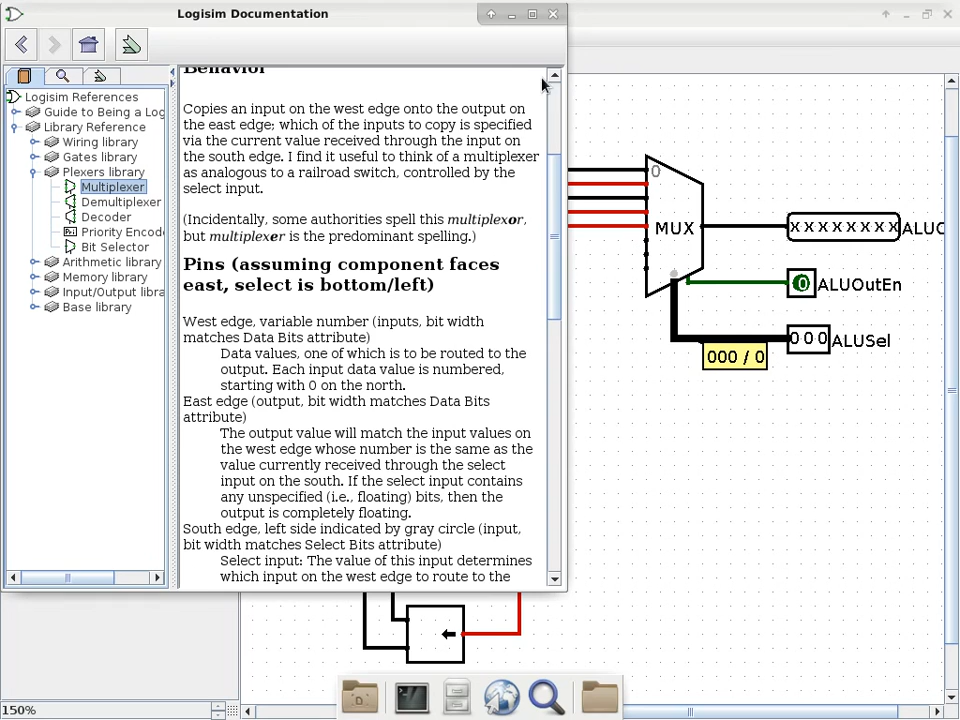 Logisim Documentation
Logisim References
Guide to Being a Log
Library Reference
Wiring library
Gates library
Plexers library
Multiplexer
Demultiplexer
Decoder
Priority Encode
Bit Selector
Arithmetic library
Memory library
Input/Output libra
Base library
Behavior
Copies an input on the west edge onto the output on
the east edge; which of the inputs to copy is specified
via the current value received through the input on
the south edge. I find it useful to think of a multiplexer
as analogous to a railroad switch, controlled by the
select input.
(Incidentally, some authorities spell this multiplexor,
but multiplexer is the predominant spelling.)
Pins (assuming component faces
east, select is bottom/left)
West edge, variable number (inputs, bit width
matches Data Bits attribute)
Data values, one of which is to be routed to the
output. Each input data value is numbered,
starting with 0 on the north.
East edge (output, bit width matches Data Bits
attribute)
The output value will match the input values on
the west edge whose number is the same as the
value currently received through the select
input on the south. If the select input contains
any unspecified (i.e., floating) bits, then the
output is completely floating.
South edge, left side indicated by gray circle (input,
bit width matches Select Bits attribute)
Select input: The value of this input determines
which input on the west edge to route to the
0
MUX
xxxxxxxx ALUO
0 ALUOutEn
000 ALUSel
000 / 0
150%